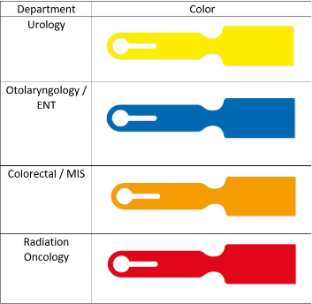 Department Color
Urology
Otolaryngology /
ENT
Colorectal / MIS
Radiation
Oncology